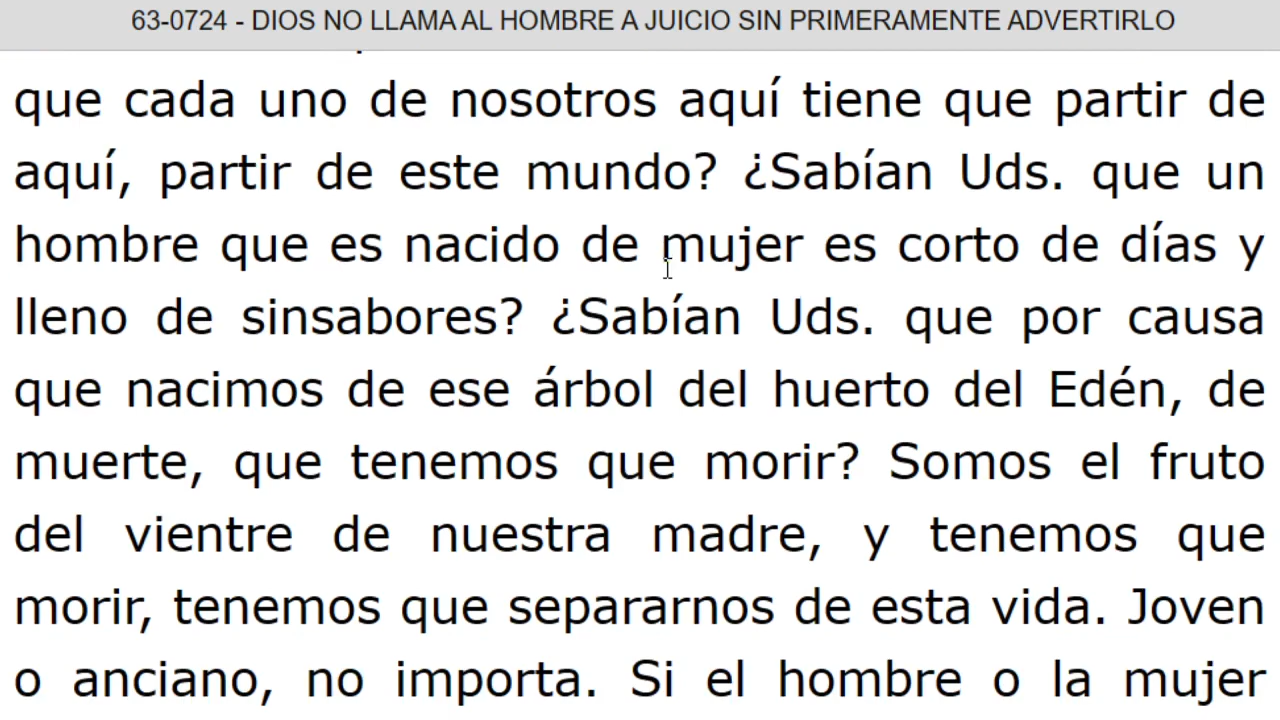 63-0724 - DIOS NO LLAMA AL HOMBRE A JUICIO SIN PRIMERAMENTE ADVERTIRLO
que cada uno de nosotros aquí tiene que partir de
aquí, partir de este mundo? ¿Sabían Uds. que un
hombre que es nacido de mujer es corto de días y
lleno de sinsabores? ¿Sabían Uds. que por causa
que nacimos de ese árbol del huerto del Edén, de
muerte, que tenemos que morir? Somos el fruto
del vientre de nuestra madre, y tenemos que
morir, tenemos que separarnos de esta vida. Joven
o anciano, no importa. Si el hombre o la mujer